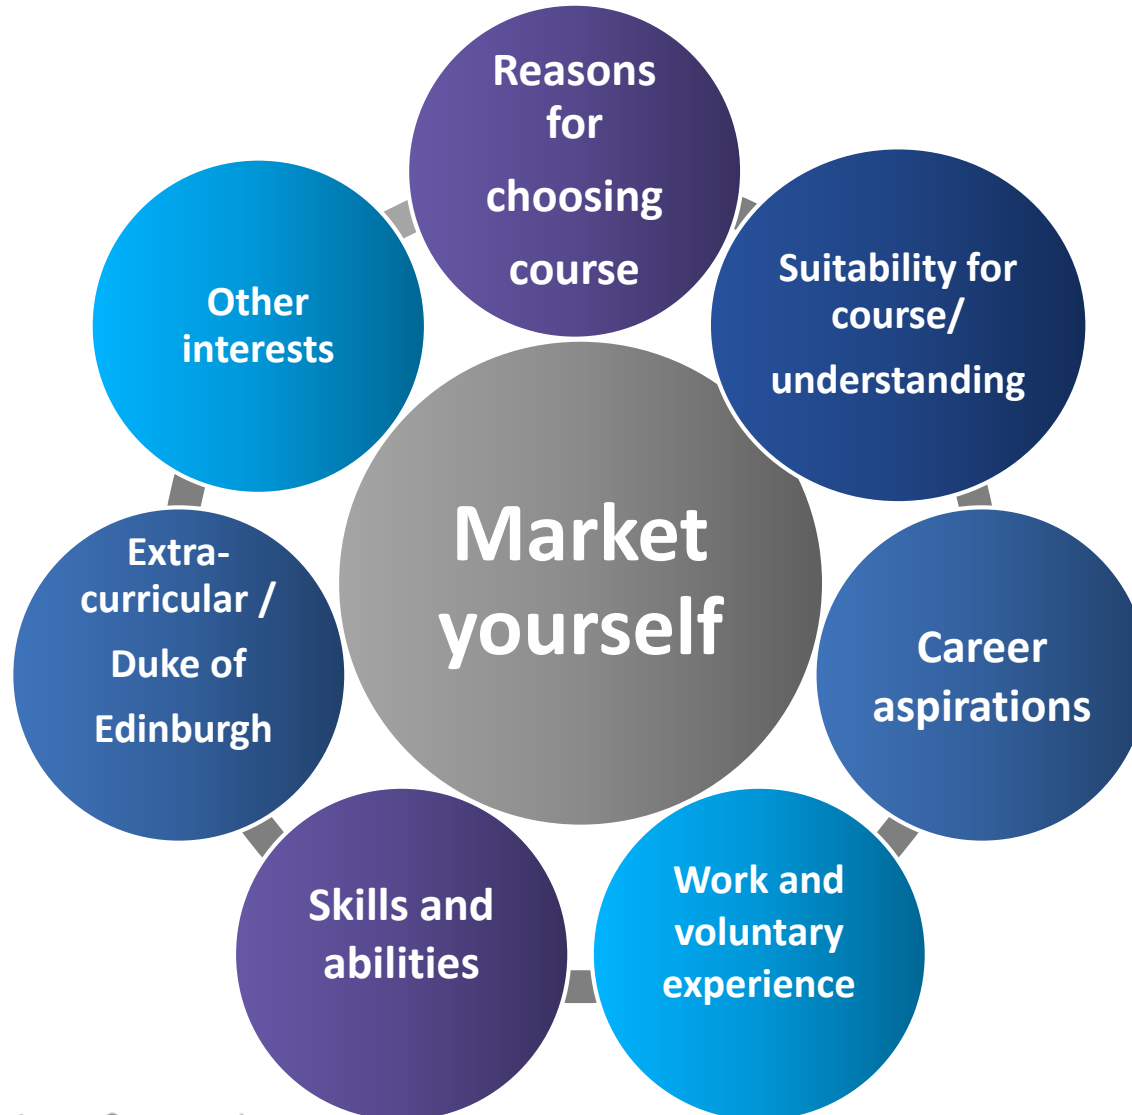 Reasons
for
choosing
course
Suitability for
course/
understanding
Career
aspirations
Work and
voluntary
experience
Skills and
abilities
Extra-
curricular /
Duke of
Edinburgh
Other
interests
Market
yourself